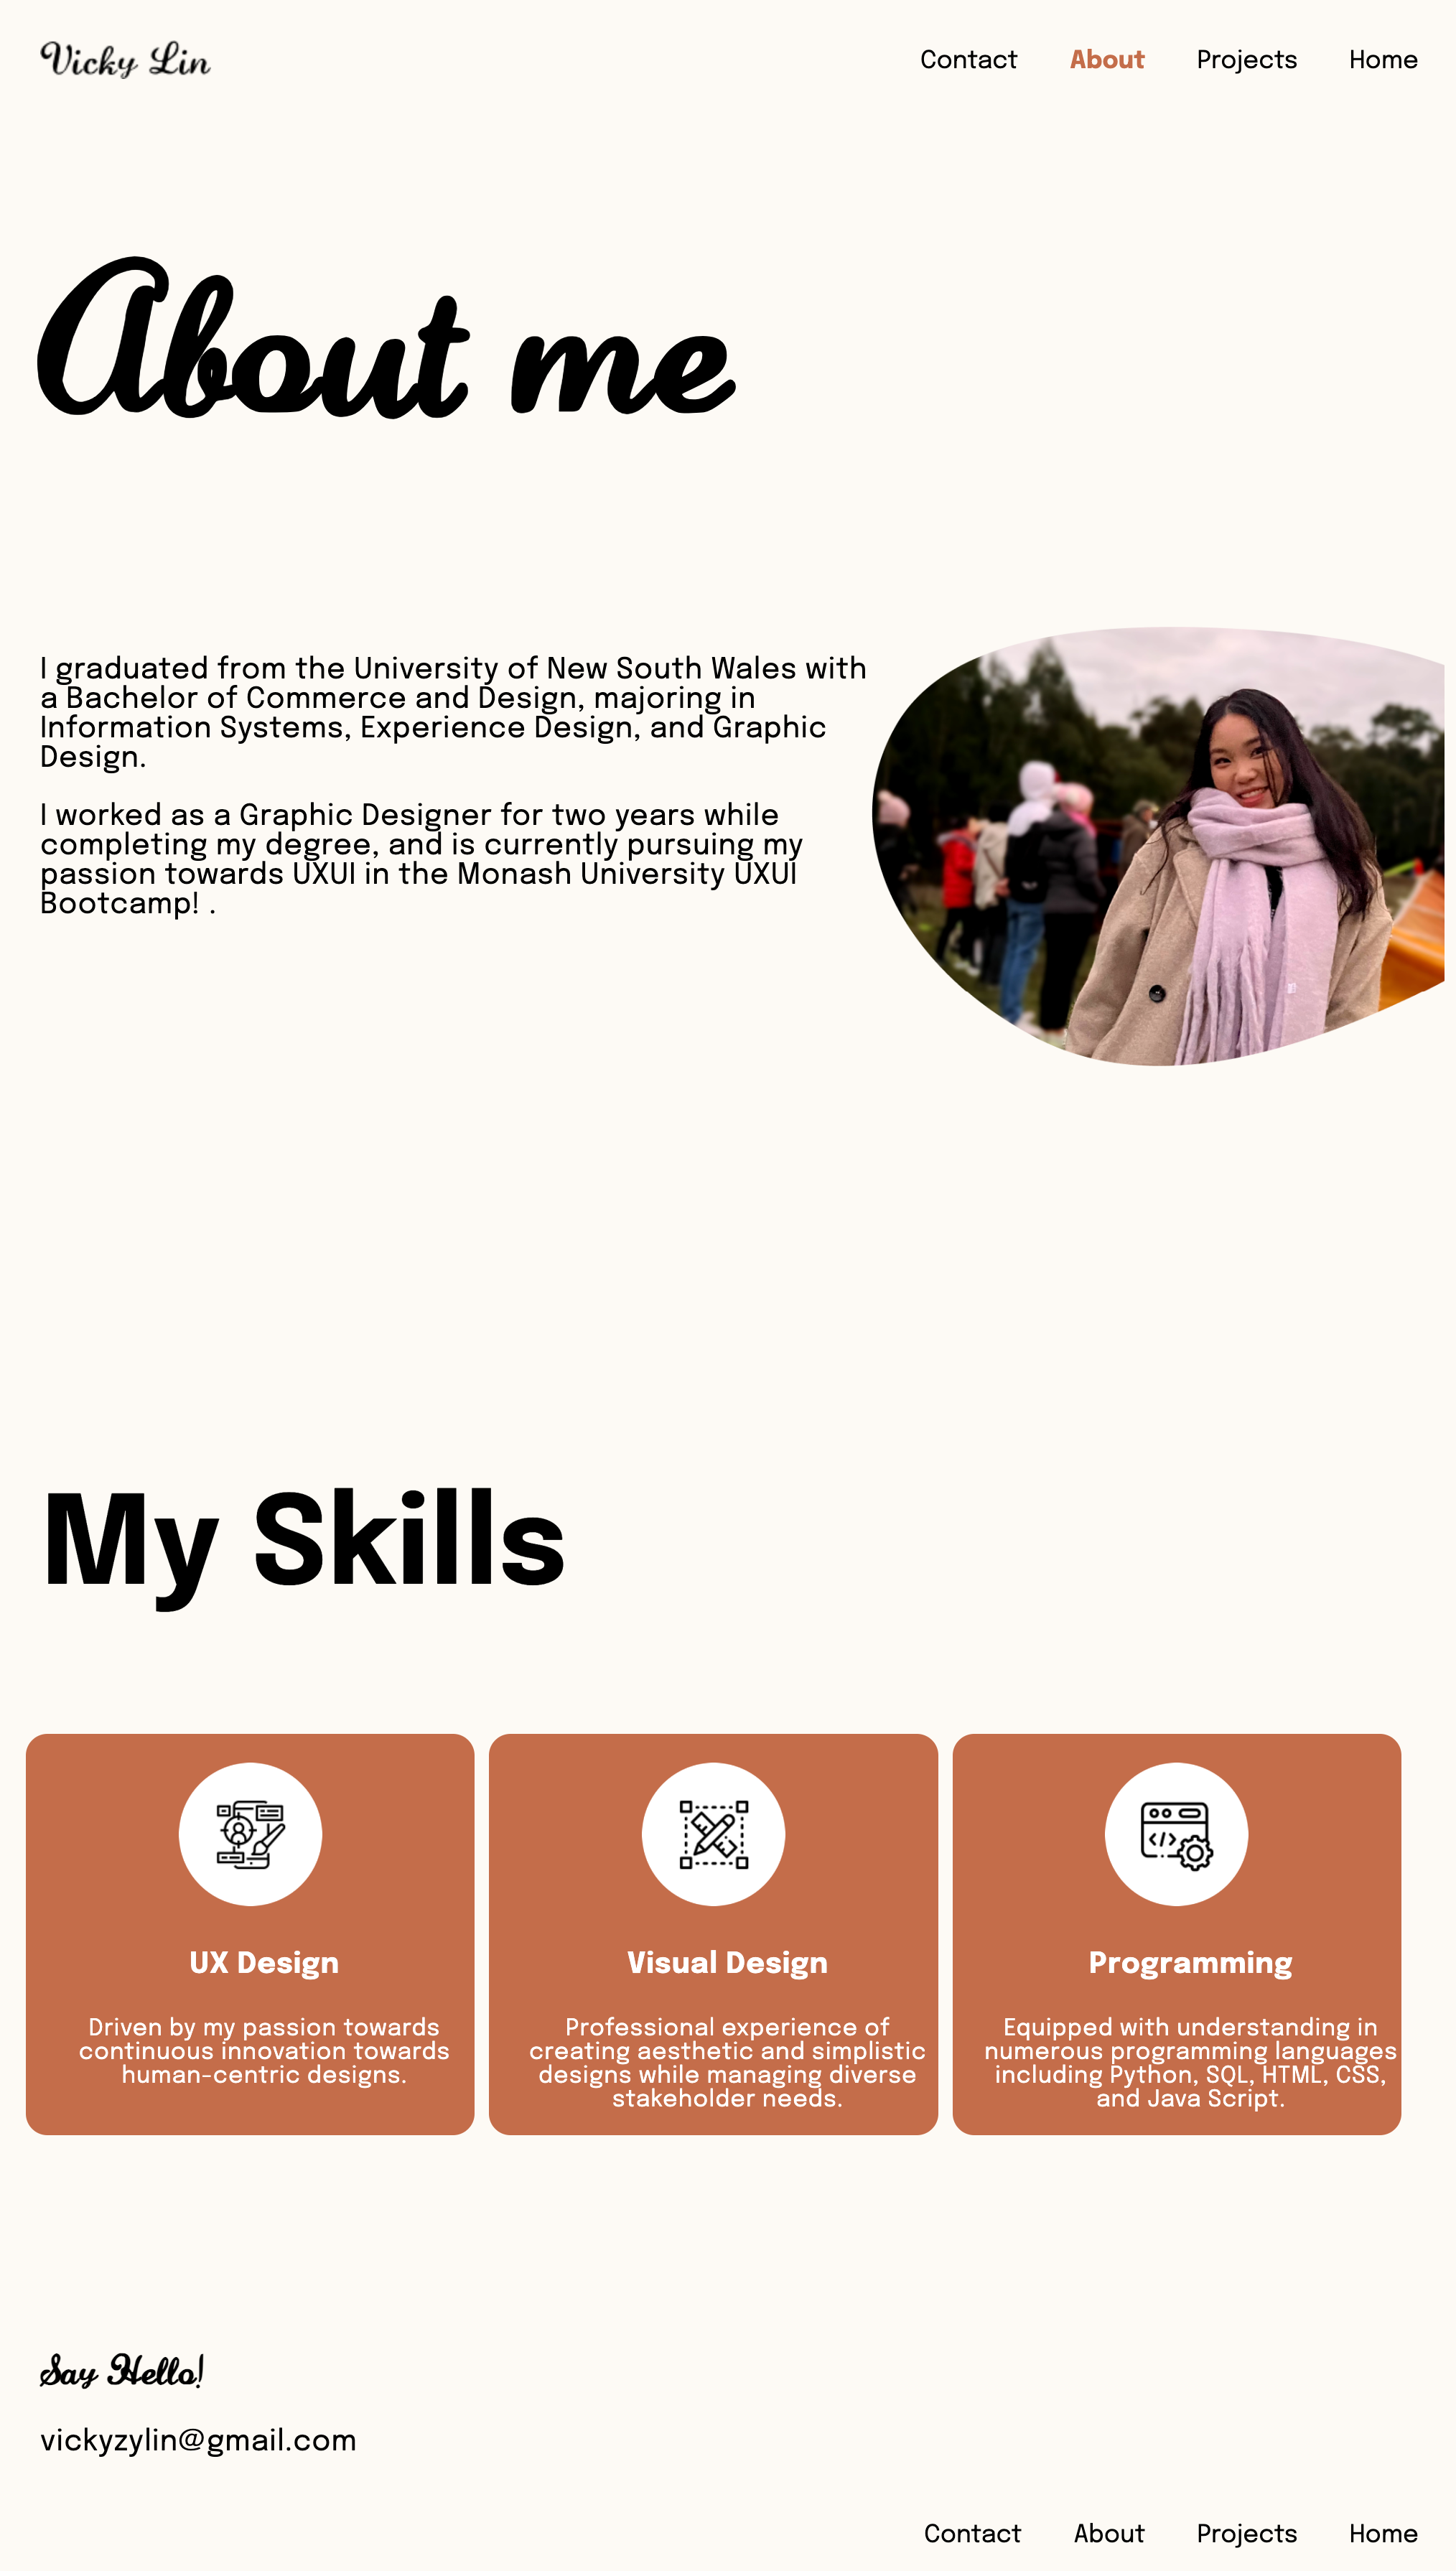 Vicky Lin
Contact About Projects Home
About me
I graduated from the University of New South Wales with
a Bachelor of Commerce and Design, majoring in
Information Systems, Experience Design, and Graphic
Design.
I worked as a Graphic Designer for two years while
completing my degree, and is currently pursuing my
passion towards UXUI in the Monash University UXUI
Bootcamp! .
My Skills
UX Design
Driven by my passion towards
continuous innovation towards
human-centric designs.
Visual Design
Professional experience of
creating aesthetic and simplistic
designs while managing diverse
stakeholder needs.
Programming
Equipped with understanding in
numerous programming languages
including Python, SQL, HTML, CSS,
and Java Script.
Say Hello!
vickyzylin@gmail.com
Contact About Projects Home